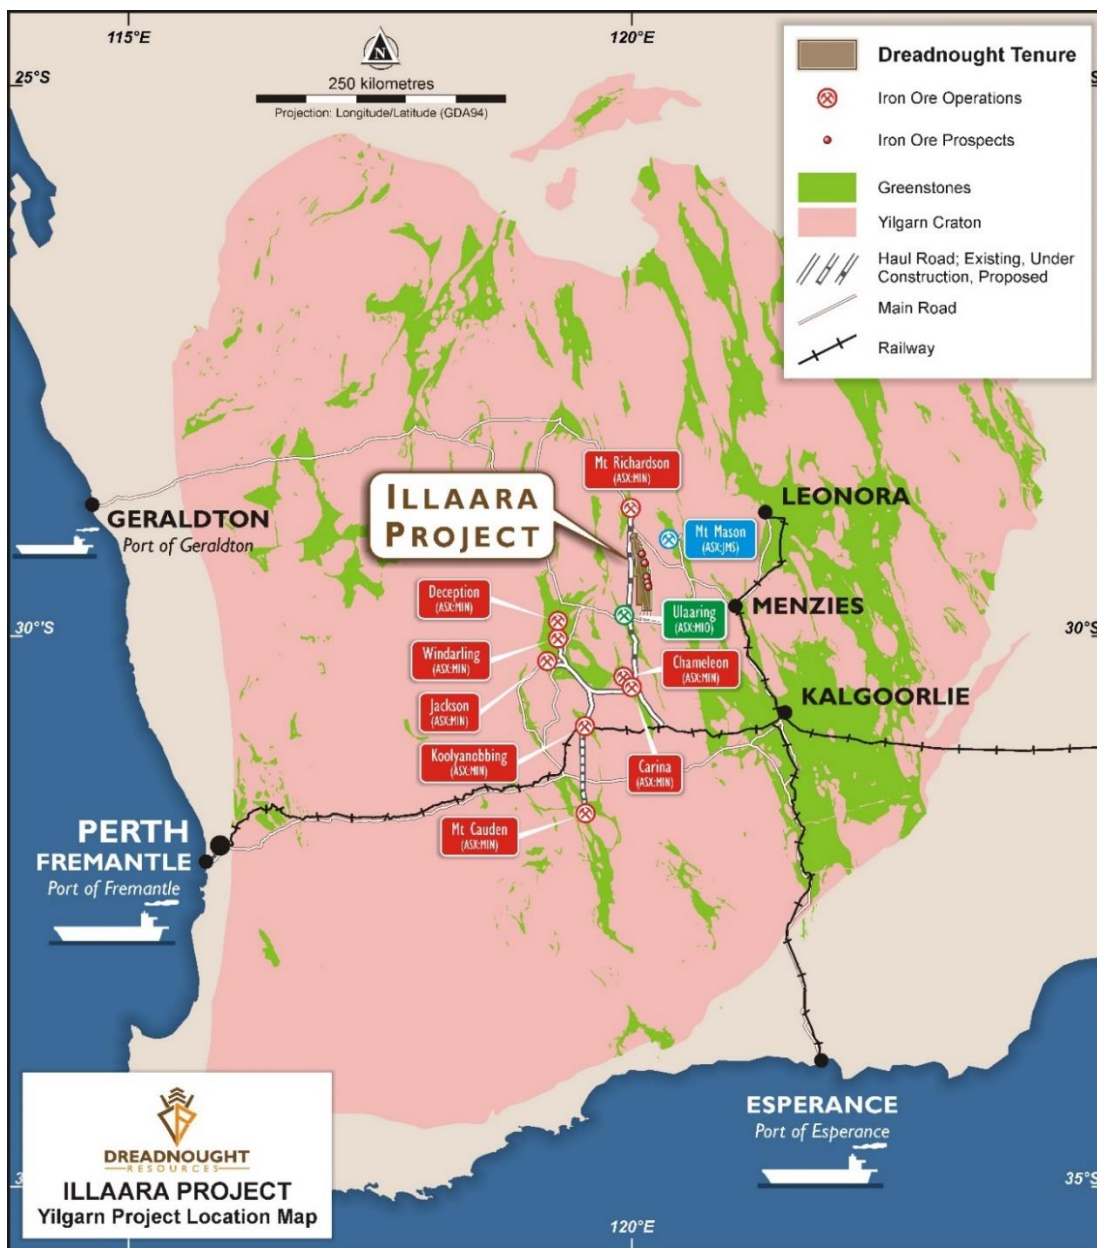 115°E
120°E
25°S
N
250 kilometres
Projection: Longitude/Latitude (GDA94)
Dreadnought Tenure
Iron Ore Operations
Iron Ore Prospects
Greenstones
Yilgarn Craton
Haul Road; Existing, Under
Construction, Proposed
Main Road
Railway
Mt Richardson
(ASX:MIN)
ILLAARA
PROJECT
LEONORA
GERALDTON
Port of Geraldton
Mt Mason
(ASX:JMS)
Deception
(ASX:MIN)
MENZIES
Ulaaring
(ASX:MIO)
30°S
30°S
Windarling
(ASX:MIN)
Chameleon
(ASX:MIN)
Jackson
(ASX:MIN)
KALGOORLIE
Koolyanobbing
(ASX:MIN)
Carina
(ASX:MIN)
Mt Cauden
(ASX:MIN)
PERTH
FREMANTLE
Port of Fremantle
ESPERANCE
Port of Esperance
DREADNOUGHT
RESOURCES
ILLAARA PROJECT
Yilgarn Project Location Map
35°S
120°E